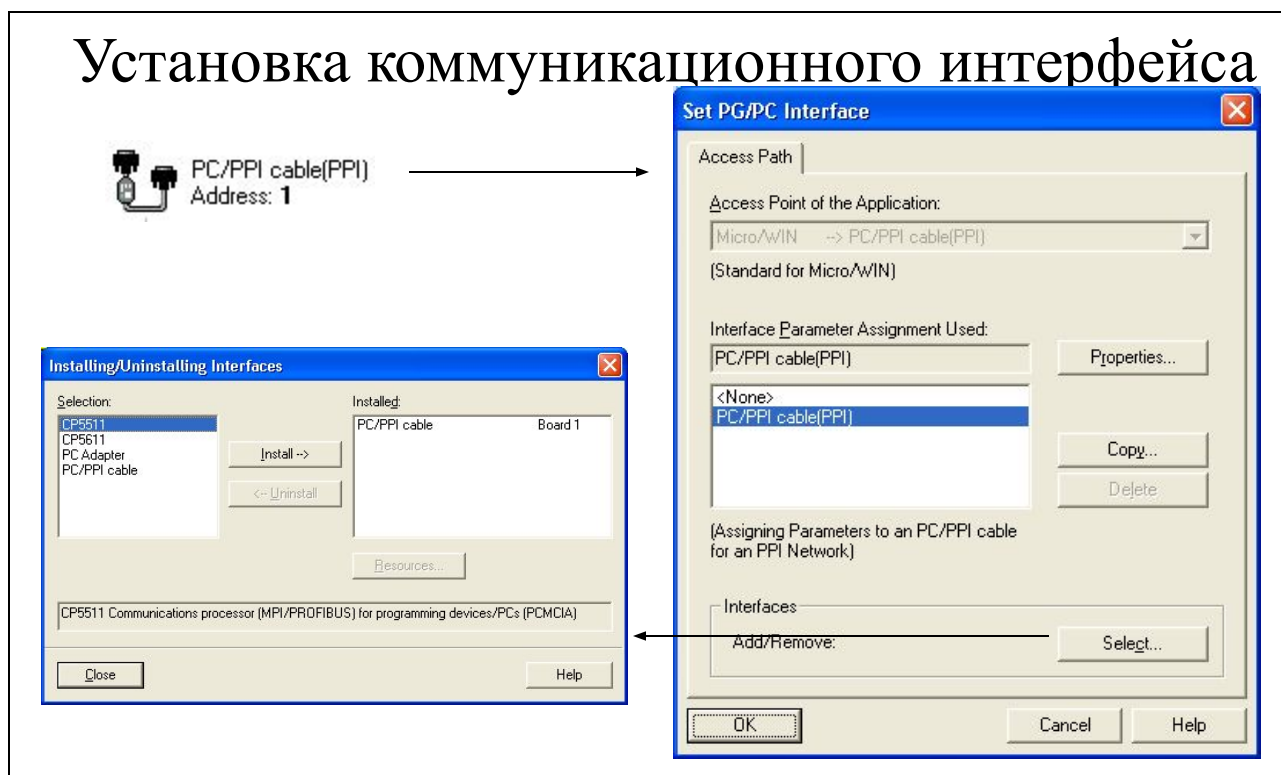 Установка коммуникационного интерфейса
PC/PPI cable(PPI)
Address: 1
Set PG/PC Interface
Access Path
Access Point of the Application:
Micro/WIN --> PC/PPI cable(PPI)
(Standard for Micro/WIN)
Interface Parameter Assignment Used:
PC/PPI cable(PPI)
Properties...
<None>
PC/PPI cable(PPI)
Copy...
Delete
(Assigning Parameters to an PC/PPI cable
for an PPI Network)
Interfaces
Add/Remove:
Select...
OK
Cancel
Help
Installing/Uninstalling Interfaces
Selection:
Installed:
CP5511
CP5611
PC Adapter
PC/PPI cable
Install -->
<-- Uninstall
PC/PPI cable Board 1
Resources...
CP5511 Communications processor (MPI/PROFIBUS) for programming devices/PCs (PCMCIA)
Close
Help